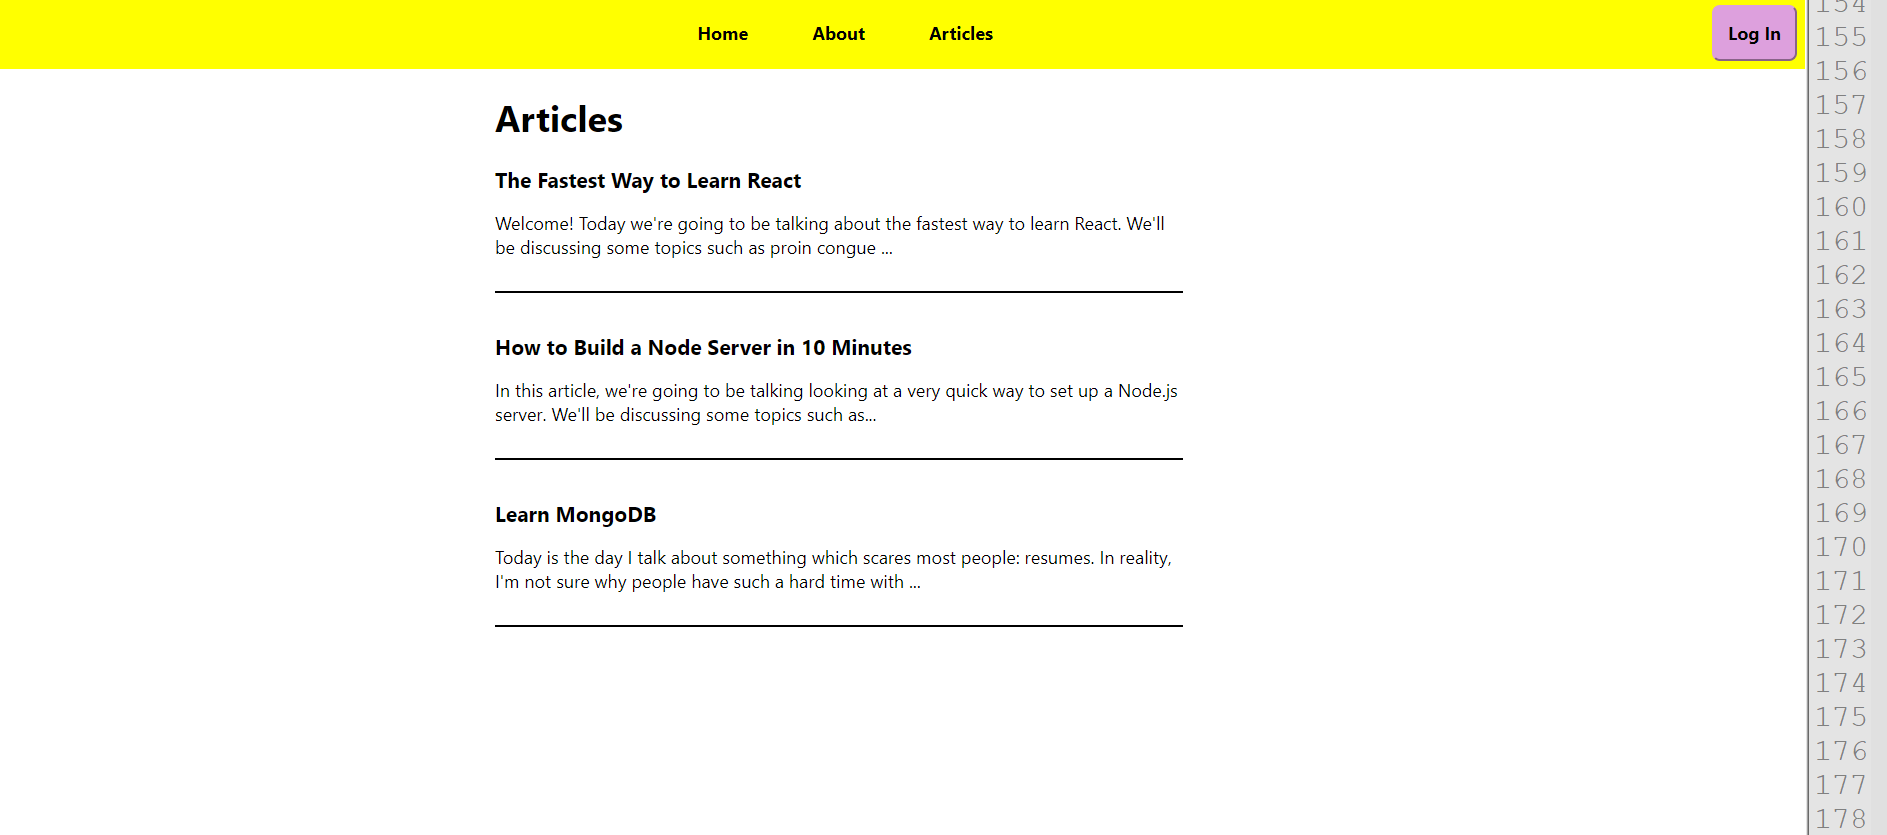 Home About Articles Log In
Articles
The Fastest Way to Learn React
Welcome! Today we're going to be talking about the fastest way to learn React. We'll
be discussing some topics such as proin congue ...
How to Build a Node Server in 10 Minutes
In this article, we're going to be talking looking at a very quick way to set up a Node.js
server. We'll be discussing some topics such as...
Learn MongoDB
Today is the day I talk about something which scares most people: resumes. In reality,
I'm not sure why people have such a hard time with ...
154
155
156
157
158
159
160
161
162
163
164
165
166
167
168
169
170
171
172
173
174
175
176
177
178